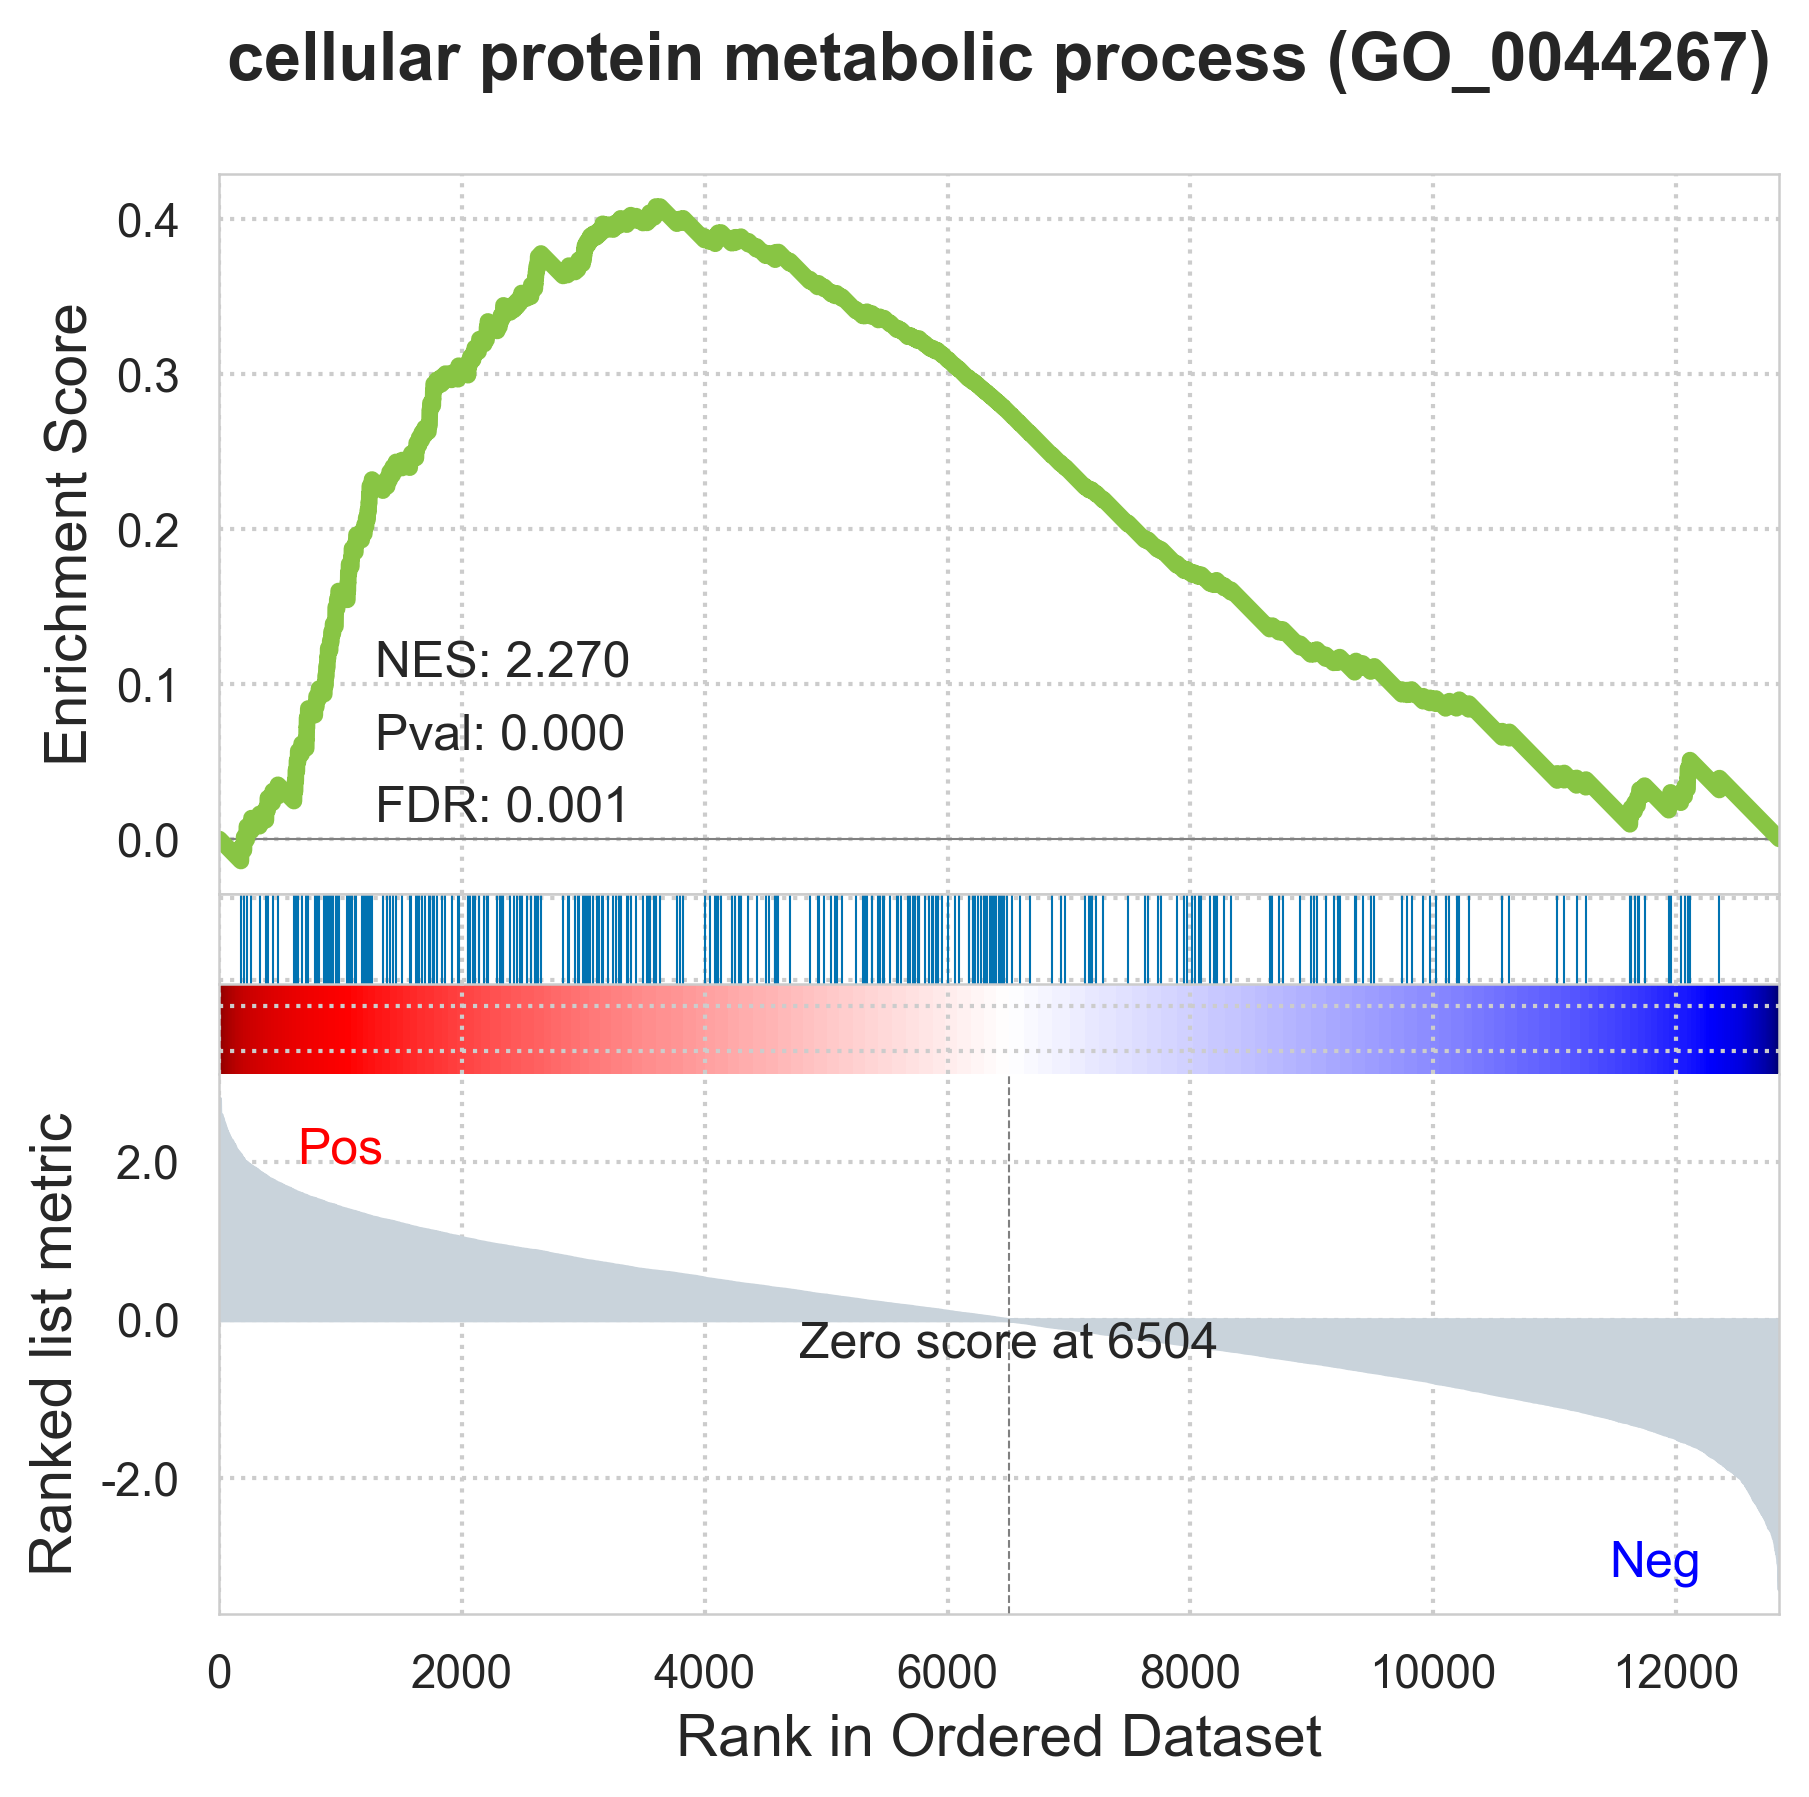 cellular protein metabolic process (GO_0044267)
Enrichment Score
0.4
0.3
0.2
0.1
0.0
NES: 2.270
Pval: 0.000
FDR: 0.001
Ranked list metric
2.0
0.0
-2.0
Pos
Zero score at 6504
Neg
0 2000 4000 6000 8000 10000 12000
Rank in Ordered Dataset